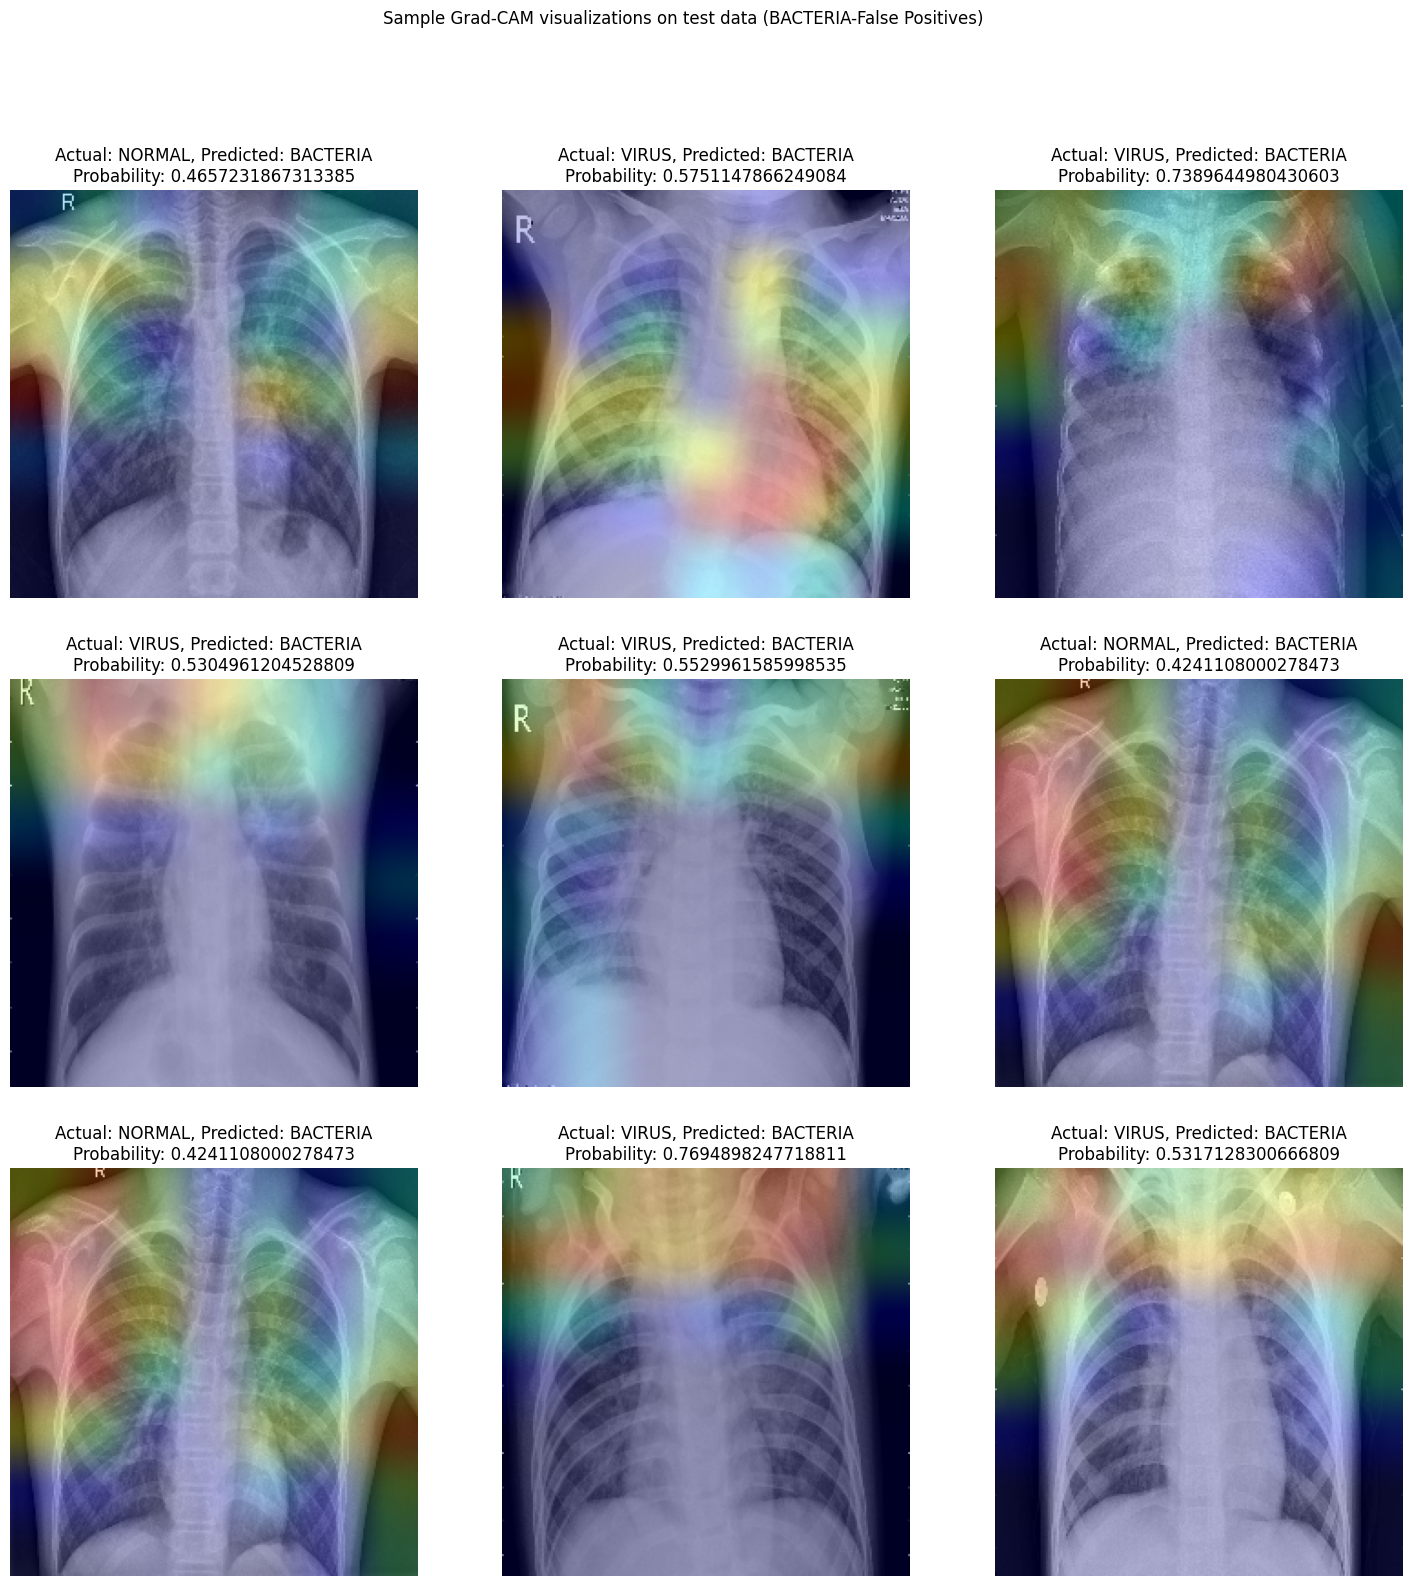 Sample Grad-CAM visualizations on test data (BACTERIA-False Positives)
Actual: NORMAL, Predicted: BACTERIA
Probability: 0.4657231867313385
R
Actual: VIRUS, Predicted: BACTERIA
Probability: 0.5751147866249084
R
Actual: VIRUS, Predicted: BACTERIA
Probability: 0.7389644980430603
Actual: VIRUS, Predicted: BACTERIA
Probability: 0.5304961204528809
R
Actual: VIRUS, Predicted: BACTERIA
Probability: 0.5529961585998535
R
Actual: NORMAL, Predicted: BACTERIA
Probability: 0.4241108000278473
R
Actual: NORMAL, Predicted: BACTERIA
Probability: 0.4241108000278473
R
Actual: VIRUS, Predicted: BACTERIA
Probability: 0.7694898247718811
R
Actual: VIRUS, Predicted: BACTERIA
Probability: 0.5317128300666809